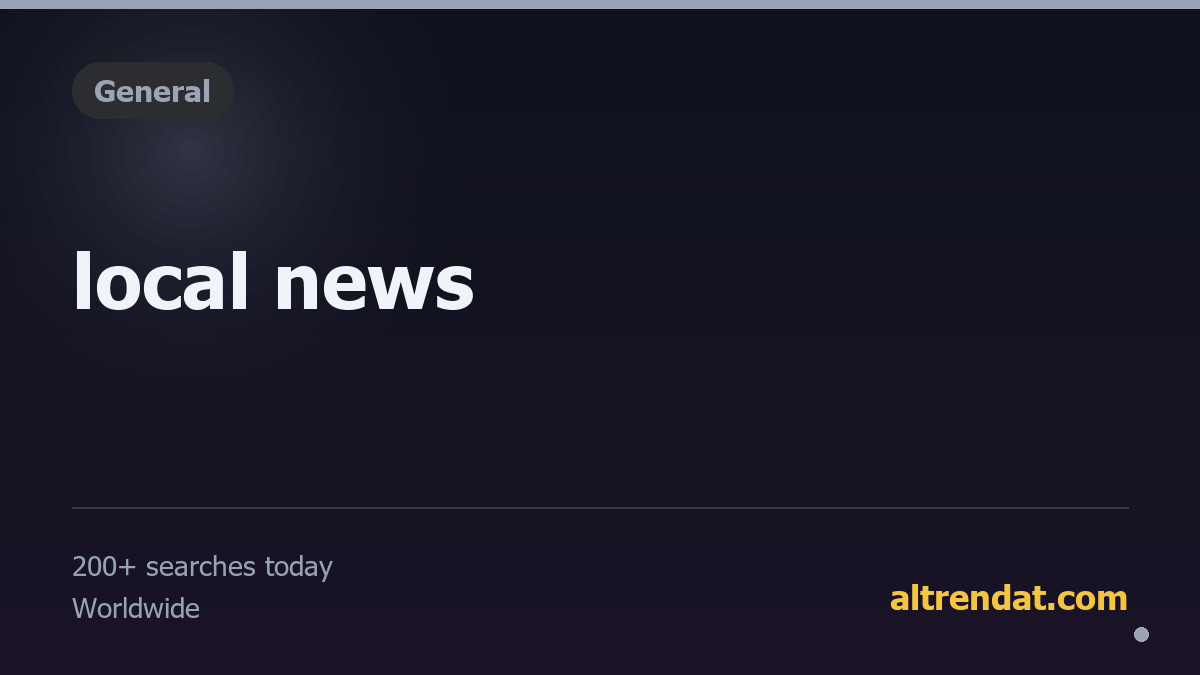 General
local news
200+ searches today
Worldwide
altrendat.com